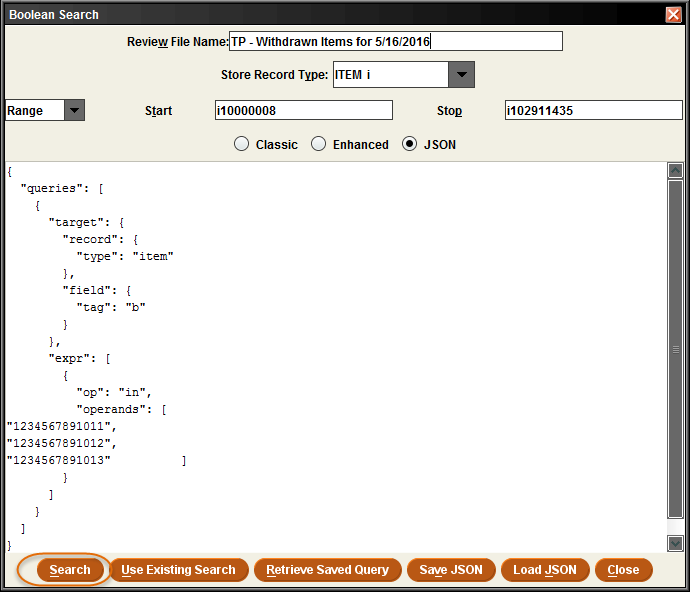 Boolean Search
Review File Name: TP - Withdrawn Items for 5/16/2016
Store Record Type: ITEM i
Range Start i10000008 Stop i102911435
Classic Enhanced JSON
{
  "queries": [
    {
      "target": {
        "record": {
          "type": "item"
        },
        "field": {
          "tag": "b"
        }
      },
      "expr": [
        {
          "op": "in",
          "operands": [
"1234567891011",
"1234567891012",
"1234567891013"          ]
        }
      ]
    }
  ]
}
Search Use Existing Search Retrieve Saved Query Save JSON Load JSON Close